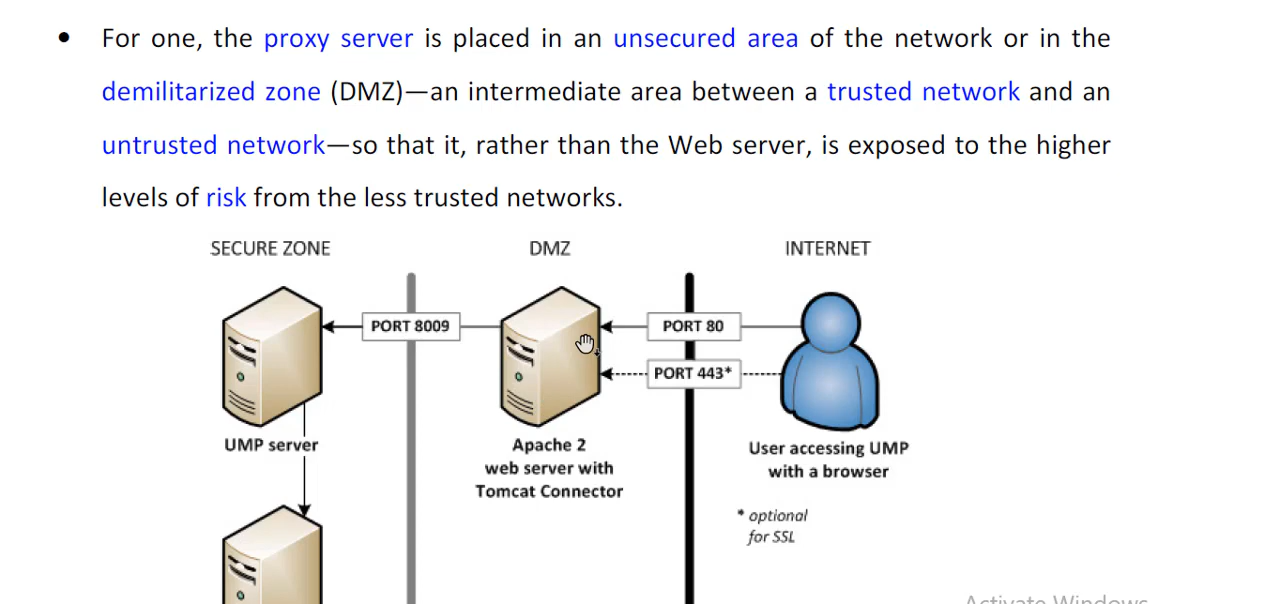 • For one, the proxy server is placed in an unsecured area of the network or in the
demilitarized zone (DMZ)—an intermediate area between a trusted network and an
untrusted network—so that it, rather than the Web server, is exposed to the higher
levels of risk from the less trusted networks.
SECURE ZONE DMZ INTERNET
PORT 8009 PORT 80
PORT 443*
UMP server
Apache 2
web server with
Tomcat Connector
User accessing UMP
with a browser
* optional
for SSL
Activate Windows